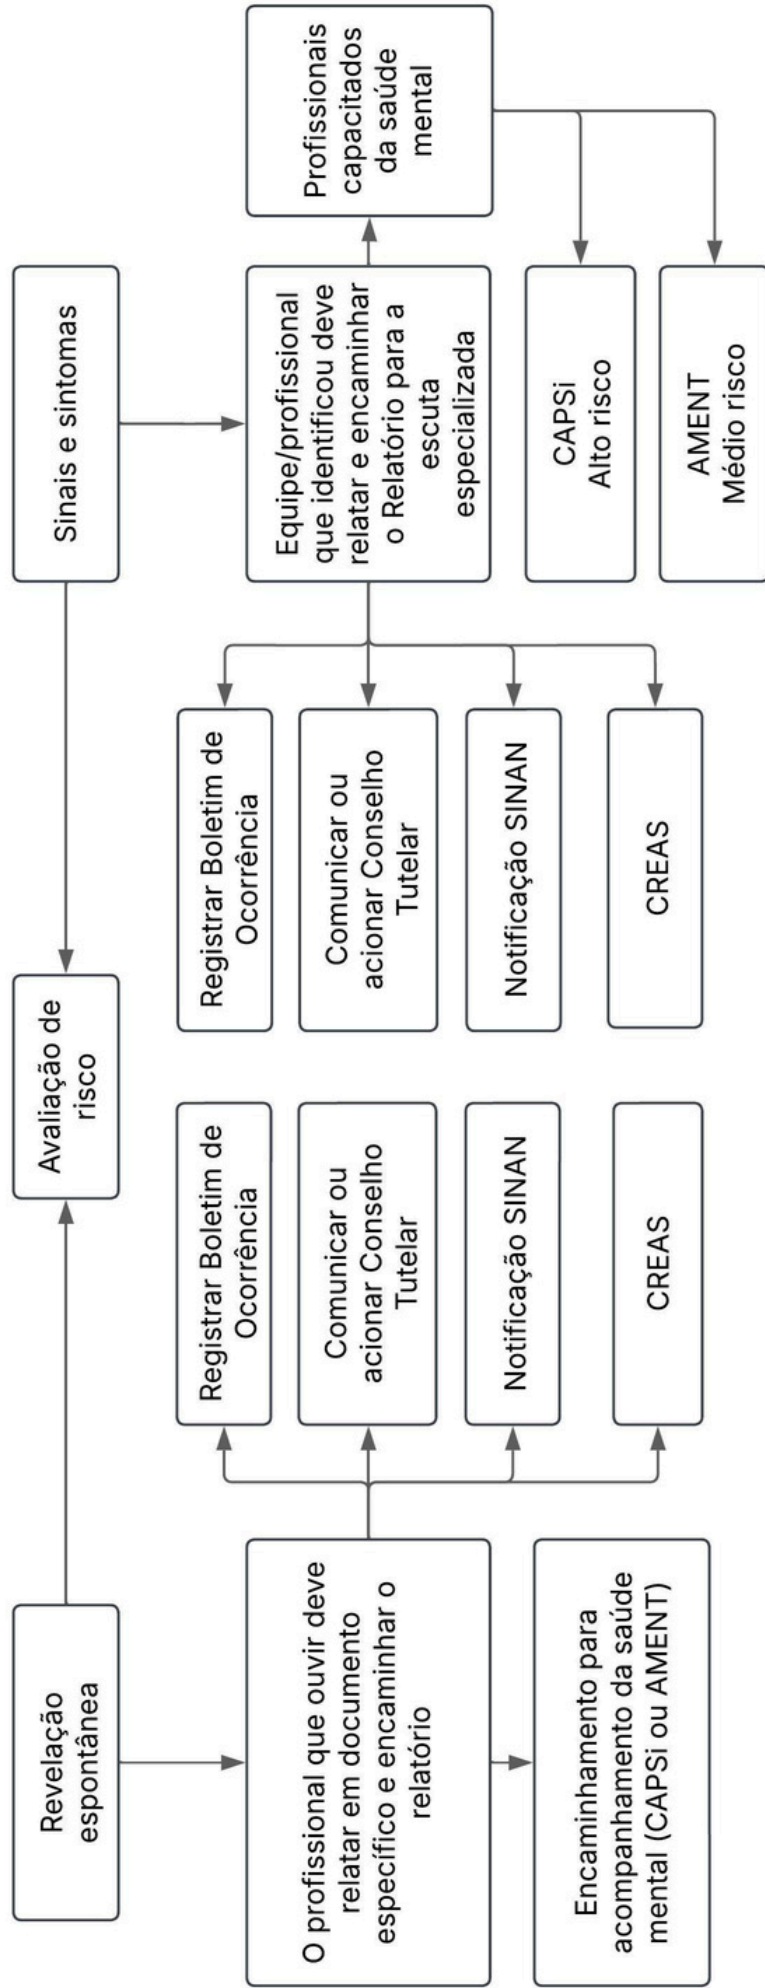 Revelação
espontânea
Avaliação de
risco
Sinais e sintomas
O profissional que ouvir deve
relatar em documento
específico e encaminhar o
relatório
Registrar Boletim de
Ocorrência
Comunicar ou
acionar Conselho
Tutelar
Notificação SINAN
CREAS
Encaminhamento para
acompanhamento da saúde
mental (CAPSi ou AMENT)
Registrar Boletim de
Ocorrência
Comunicar ou
acionar Conselho
Tutelar
Notificação SINAN
CREAS
Equipe/profissional
que identificou deve
relatar e encaminhar
o Relatório para a
escuta
especializada
Profissionais
capacitados
da saúde
mental
CAPSi
Alto risco
AMENT
Médio risco